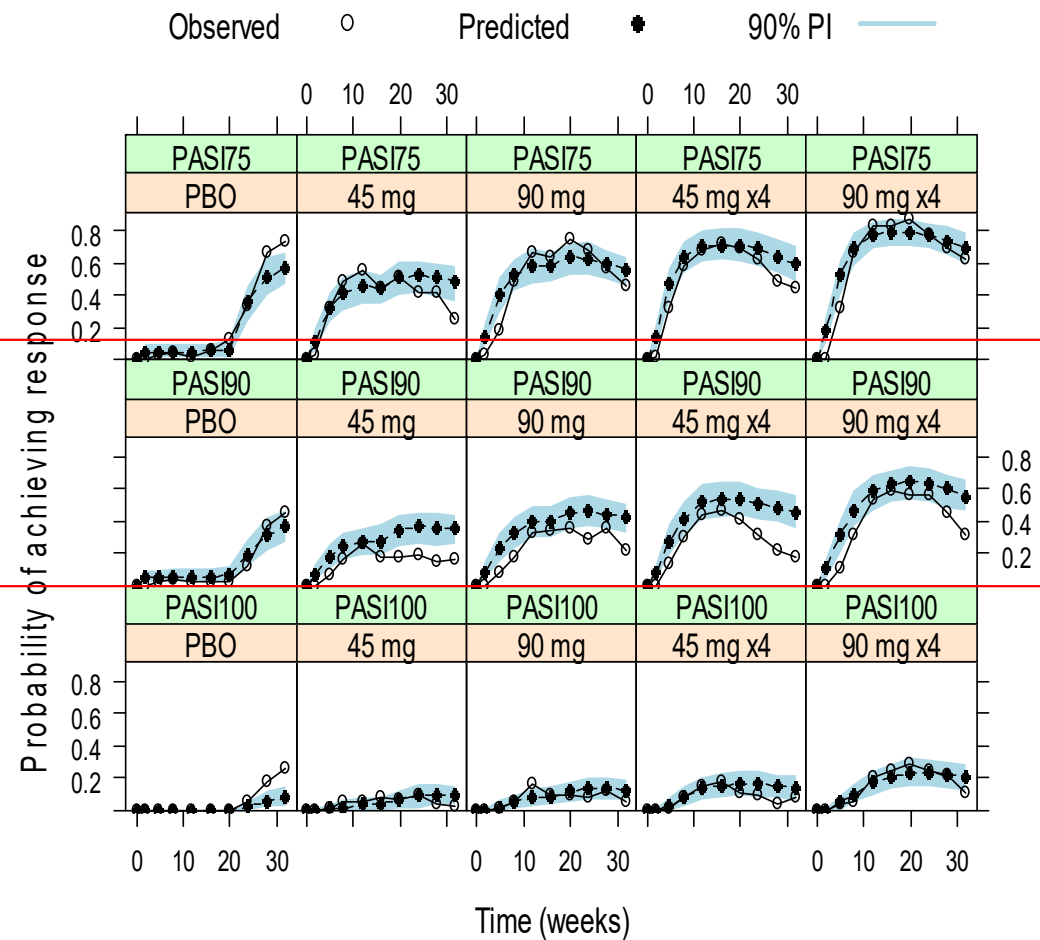 Observed Predicted 90% PI
0 10 20 30 0 10 20 30
PASI75 PASI75 PASI75 PASI75 PASI75
PBO 45 mg 90 mg 45 mg x4 90 mg x4
0.8
0.6
0.4
0.2
PASI90 PASI90 PASI90 PASI90 PASI90
PBO 45 mg 90 mg 45 mg x4 90 mg x4
0.8
0.6
0.4
0.2
PASI100 PASI100 PASI100 PASI100 PASI100
PBO 45 mg 90 mg 45 mg x4 90 mg x4
0.8
0.6
0.4
0.2
0 10 20 30 0 10 20 30 0 10 20 30
Time (weeks)
Probability of achieving response